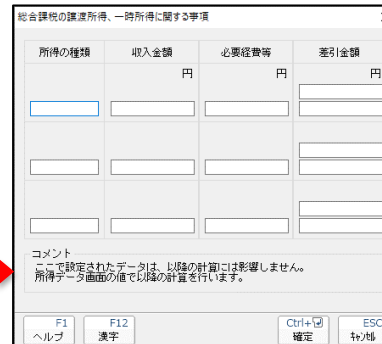 総合課税の譲渡所得、一時所得に関する事項
所得の種類 収入金額 必要経費等 差引金額
円 円 円
コメント
ここで設定されたデータは、以降の計算には影響しません。
所得データ画面の値で以降の計算を行います。
F1 F12 Ctrl+ ESC
ヘルプ 漢字 確定 キャンセル